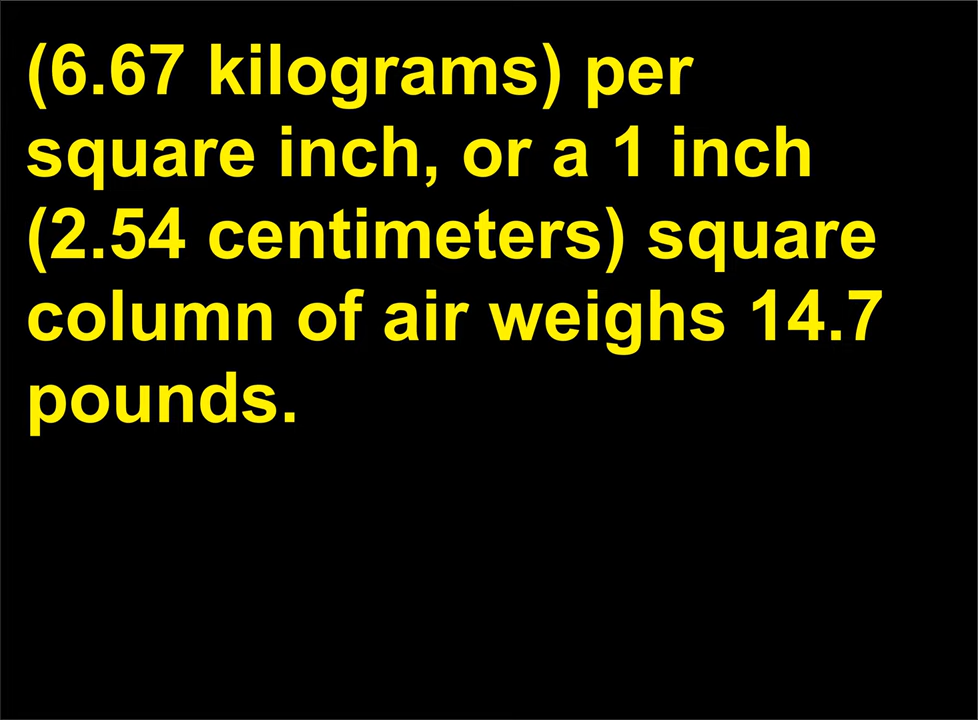 (6.67 kilograms) per
square inch, or a 1 inch
(2.54 centimeters) square
column of air weighs 14.7
pounds.